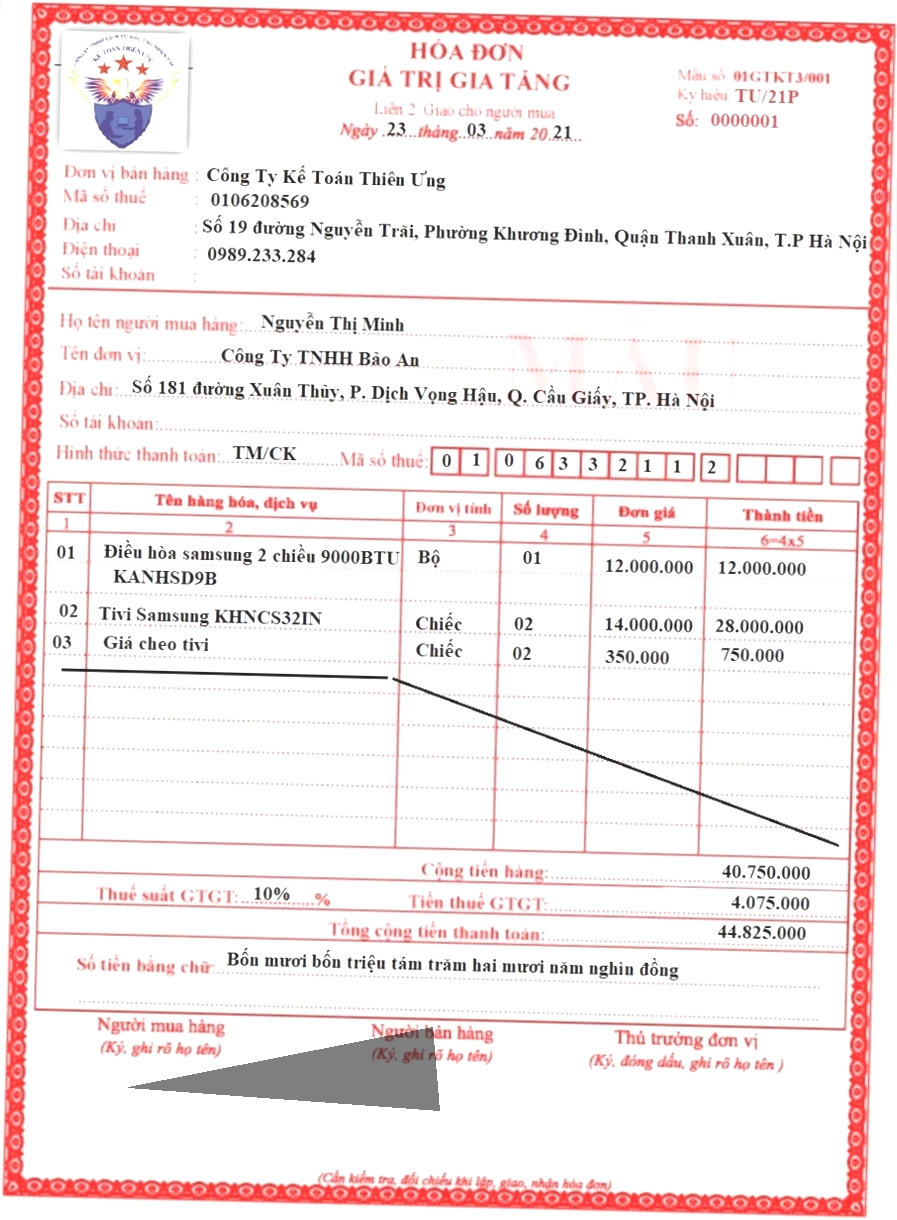 KẾ TOÁN THIÊN ƯNG
HÓA ĐƠN
GIÁ TRỊ GIA TĂNG
Liên 2 Giao cho người mua
Ngày .23...tháng...03...năm 20.21...
Mẫu số 01GTKT3/001
Ký hiệu: TU/21P
Số: 0000001
Đơn vị bán hàng : Công Ty Kế Toán Thiên Ưng
Mã số thuế : 0106208569
Địa chỉ : Số 19 đường Nguyễn Trãi, Phường Khương Đình, Quận Thanh Xuân, T.P Hà Nội
Điện thoại : 0989.233.284
Số tài khoản :
MẪU
Họ tên người mua hàng: Nguyễn Thị Minh
Tên đơn vị: Công Ty TNHH Bảo An
Địa chỉ: Số 181 đường Xuân Thủy, P. Dịch Vọng Hậu, Q. Cầu Giấy, TP. Hà Nội
Số tài khoản:
Hình thức thanh toán: TM/CK Mã số thuế: 0 1 0 6 3 3 2 1 1 2
STT Tên hàng hóa, dịch vụ Đơn vị tính Số lượng Đơn giá Thành tiền
1 2 3 4 5 6=4x5
01 Điều hòa samsung 2 chiều 9000BTU Bộ 01 12.000.000 12.000.000
KANHSD9B
02 Tivi Samsung KHNCS32IN Chiếc 02 14.000.000 28.000.000
03 Giá cheo tivi Chiếc 02 350.000 750.000
Cộng tiền hàng: 40.750.000
Thuế suất GTGT: 10% % Tiền thuế GTGT: 4.075.000
Tổng cộng tiền thanh toán: 44.825.000
Số tiền bằng chữ: Bốn mươi bốn triệu tám trăm hai mươi năm nghìn đồng
Người mua hàng Người bán hàng Thủ trưởng đơn vị
(Ký, ghi rõ họ tên) (Ký, ghi rõ họ tên) (Ký, đóng dấu, ghi rõ họ tên )
(Cần kiểm tra, đối chiếu khi lập, giao, nhận hóa đơn)